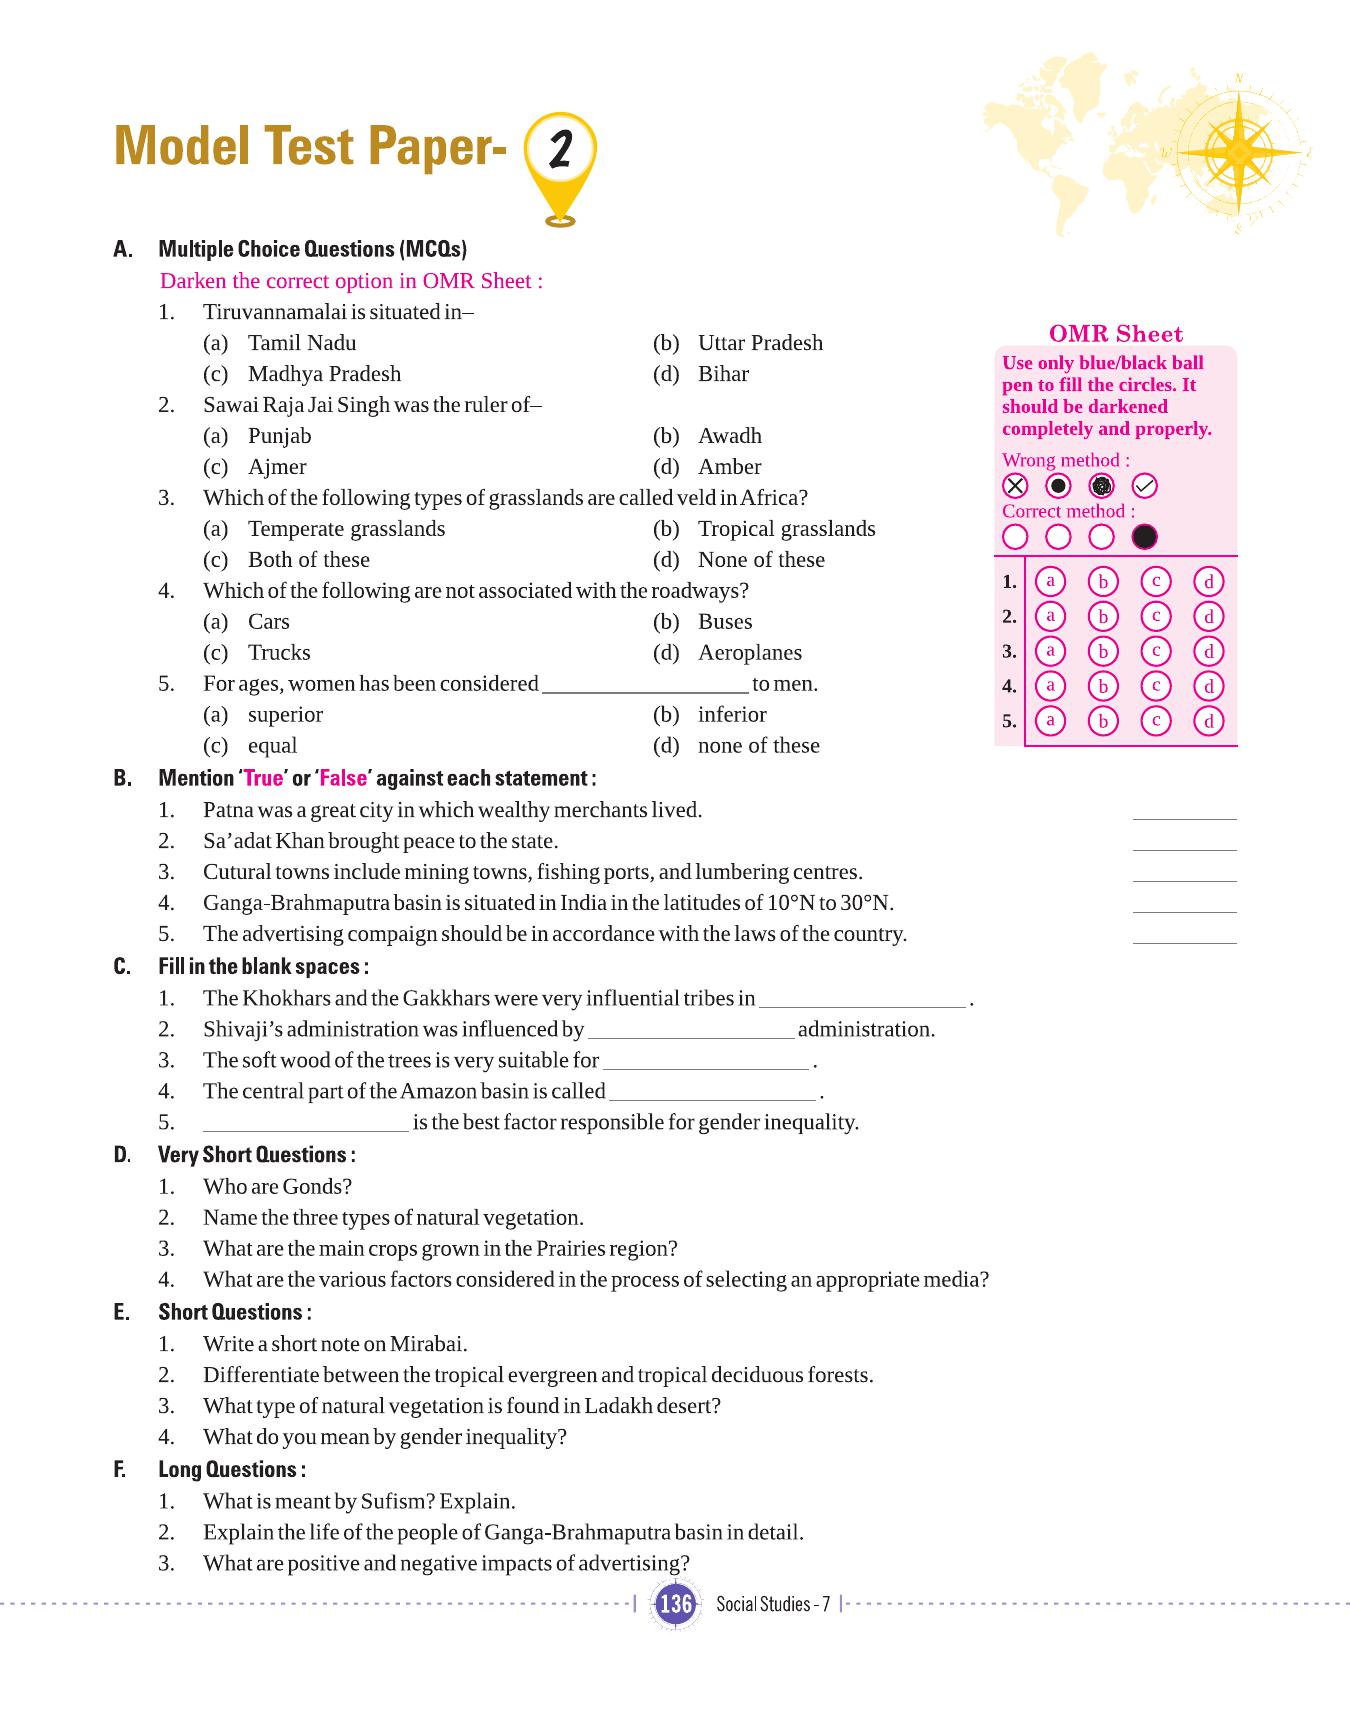 Model Test Paper- 2
N
W
E
S
A. Multiple Choice Questions (MCQs)
Darken the correct option in OMR Sheet :
1. Tiruvannamalai is situated in–
(a) Tamil Nadu (b) Uttar Pradesh
(c) Madhya Pradesh (d) Bihar
2. Sawai Raja Jai Singh was the ruler of–
(a) Punjab (b) Awadh
(c) Ajmer (d) Amber
3. Which of the following types of grasslands are called veld in Africa?
(a) Temperate grasslands (b) Tropical grasslands
(c) Both of these (d) None of these
4. Which of the following are not associated with the roadways?
(a) Cars (b) Buses
(c) Trucks (d) Aeroplanes
5. For ages, women has been considered ____________________ to men.
(a) superior (b) inferior
(c) equal (d) none of these
OMR Sheet
Use only blue/black ball
pen to fill the circles. It
should be darkened
completely and properly.
Wrong method :
Correct method :
1. a b c d
2. a b c d
3. a b c d
4. a b c d
5. a b c d
B. Mention ‘True’ or ‘False’ against each statement :
1. Patna was a great city in which wealthy merchants lived. __________
2. Sa’adat Khan brought peace to the state. __________
3. Cutural towns include mining towns, fishing ports, and lumbering centres. __________
4. Ganga-Brahmaputra basin is situated in India in the latitudes of 10°N to 30°N. __________
5. The advertising compaign should be in accordance with the laws of the country. __________
C. Fill in the blank spaces :
1. The Khokhars and the Gakkhars were very influential tribes in ____________________ .
2. Shivaji’s administration was influenced by ____________________ administration.
3. The soft wood of the trees is very suitable for ____________________ .
4. The central part of the Amazon basin is called ____________________ .
5. ____________________ is the best factor responsible for gender inequality.
D. Very Short Questions :
1. Who are Gonds?
2. Name the three types of natural vegetation.
3. What are the main crops grown in the Prairies region?
4. What are the various factors considered in the process of selecting an appropriate media?
E. Short Questions :
1. Write a short note on Mirabai.
2. Differentiate between the tropical evergreen and tropical deciduous forests.
3. What type of natural vegetation is found in Ladakh desert?
4. What do you mean by gender inequality?
F. Long Questions :
1. What is meant by Sufism? Explain.
2. Explain the life of the people of Ganga-Brahmaputra basin in detail.
3. What are positive and negative impacts of advertising?
136 Social Studies - 7